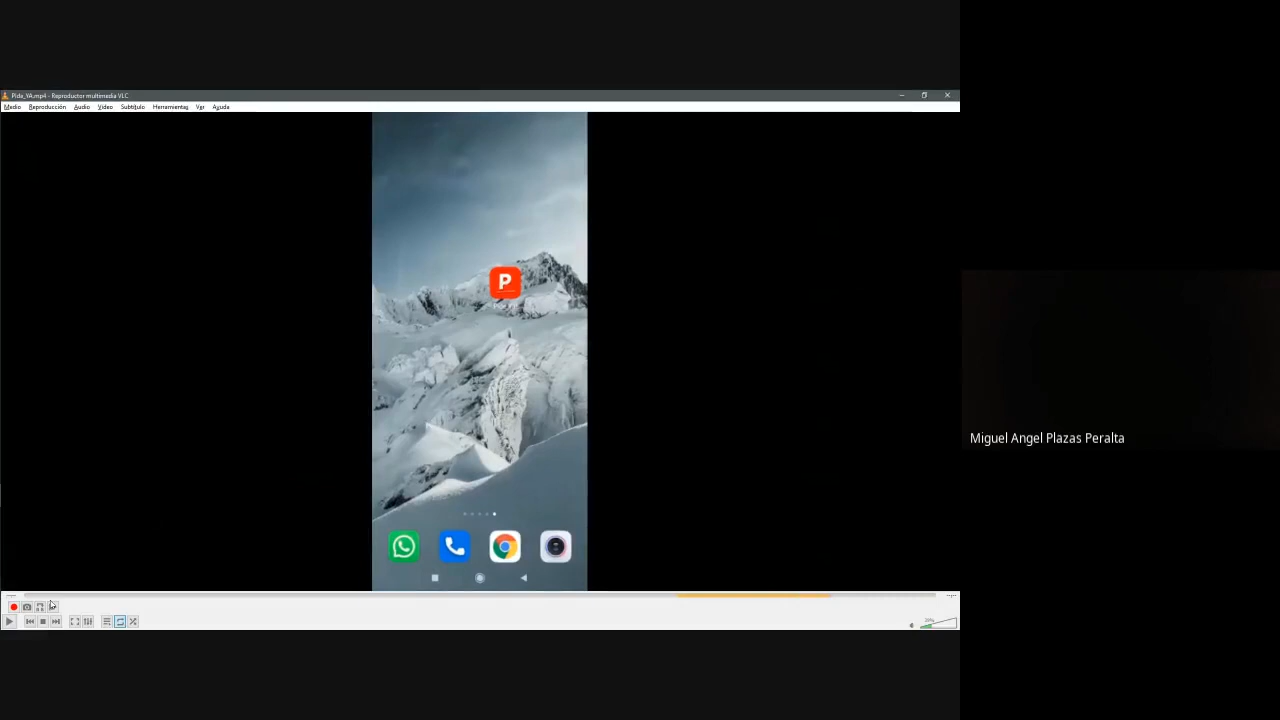 Pida_YA.mp4 - Reproductor multimedia VLC
Medio Reproducción Audio Vídeo Subtítulo Herramientas Ver Ayuda
P
Miguel Angel Plazas Peralta